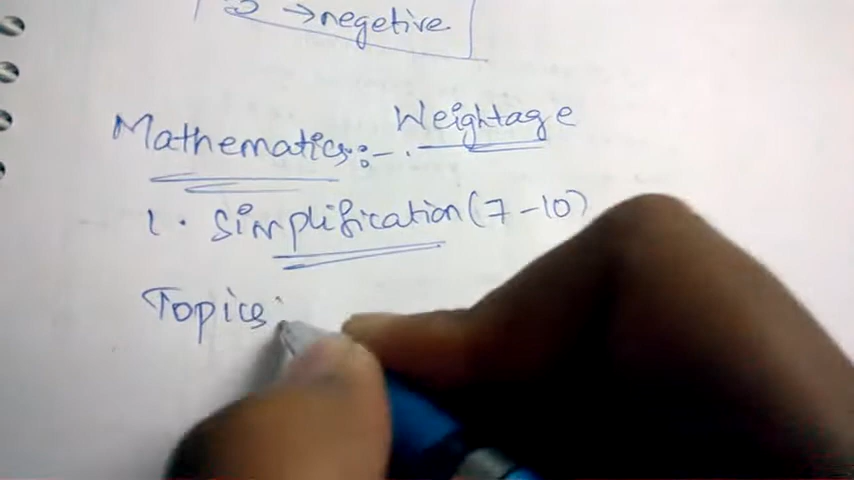 →negetive
Mathematics:- Weightage
1. Simplification (7-10)
Topics: